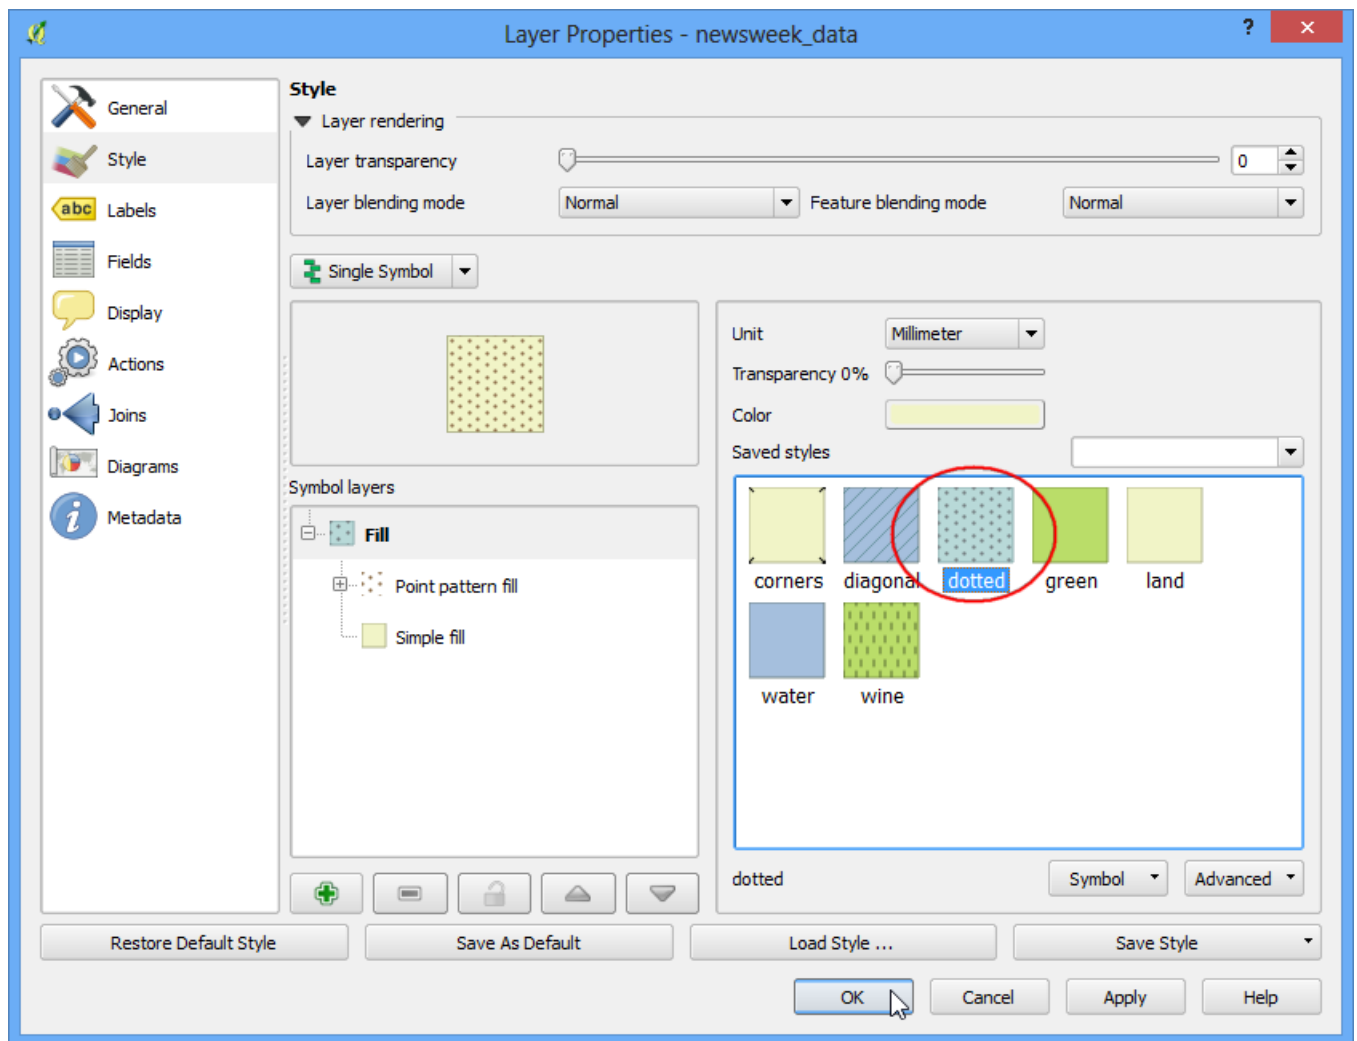 Layer Properties - newsweek_data
?
General
Style
abc
Labels
Fields
Display
Actions
Joins
Diagrams
i
Metadata
Style
Layer rendering
Layer transparency
0
Layer blending mode
Normal
Feature blending mode
Normal
Single Symbol
Symbol layers
Fill
Point pattern fill
Simple fill
Unit
Millimeter
Transparency 0%
Color
Saved styles
corners diagonal dotted green land
water wine
dotted
Symbol
Advanced
Restore Default Style
Save As Default
Load Style ...
Save Style
OK
Cancel
Apply
Help